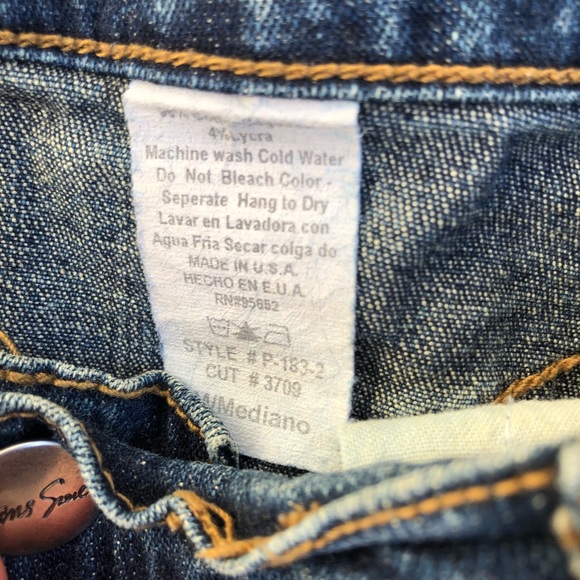 4% Lycra
Machine wash Cold Water
Do Not Bleach Color -
Seperate Hang to Dry
Lavar en Lavadora con
Agua Fria Secar colga do
MADE IN U.S.A.
HECHO EN E.U.A.
RN#95652
STYLE # P-183-2
CUT # 3709
/Mediano